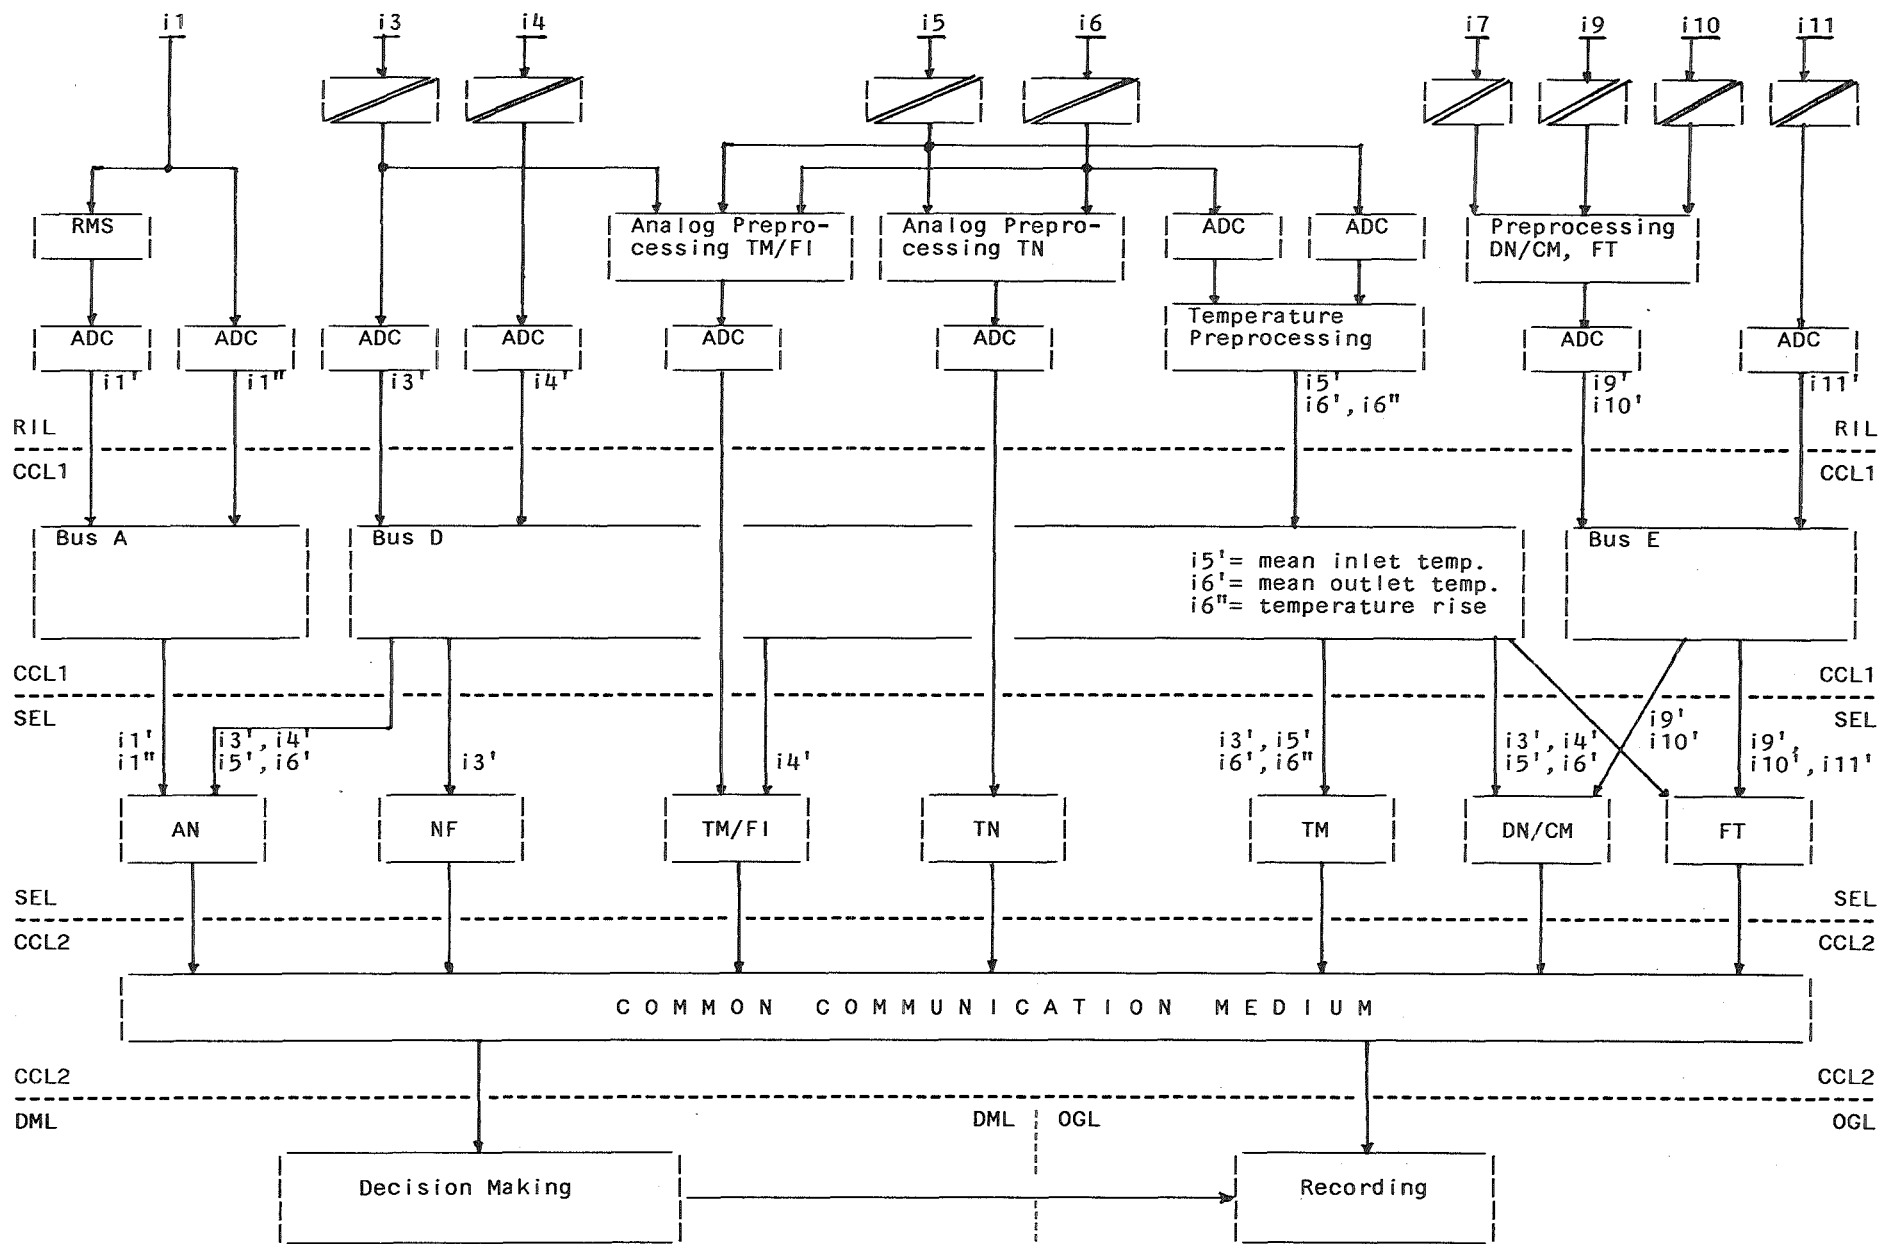 i1 i3 i4 i5 i6 i7 i9 i10 i11
RMS
Analog Prepro-
cessing TM/FI
Analog Prepro-
cessing TN
ADC
ADC
Preprocessing
DN/CM, FT
Temperature
Preprocessing
ADC ADC ADC ADC ADC ADC ADC ADC
i1' i1" i3' i4'
i5'
i6',i6"
i9'
i10'
i11'
RIL RIL
CCL1 CCL1
Bus A
Bus D
i5'= mean inlet temp.
i6'= mean outlet temp.
i6"= temperature rise
Bus E
CCL1 CCL1
SEL SEL
i1'
i1"
i3',i4'
i5',i6'
i3'
i4'
i3',i5'
i6',i6"
i3',i4'
i5',i6'
i9'
i10'
i9',
i10',i11'
AN NF TM/FI TN TM DN/CM FT
SEL SEL
CCL2 CCL2
COMMON COMMUNICATION MEDIUM
CCL2 CCL2
DML DML OGL OGL
Decision Making
Recording